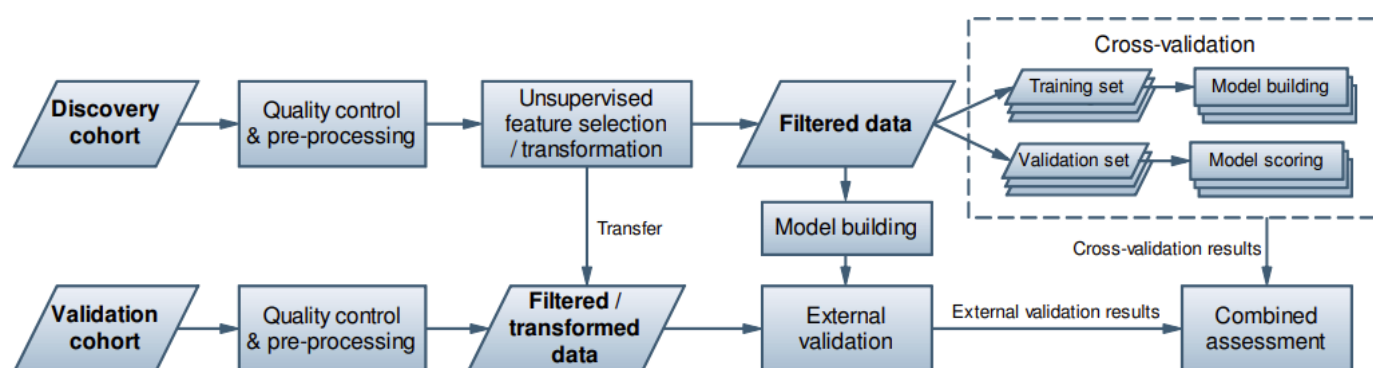 Cross-validation
Discovery
cohort
Quality control
& pre-processing
Unsupervised
feature selection
/ transformation
Filtered data
Training set
Model building
Validation set
Model scoring
Transfer
Model building
Cross-validation results
Validation
cohort
Quality control
& pre-processing
Filtered /
transformed
data
External
validation
External validation results
Combined
assessment